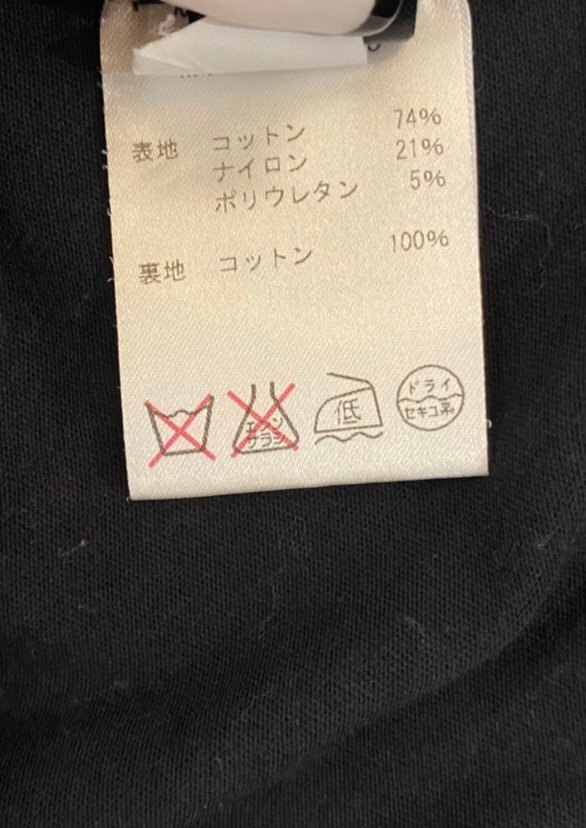 表地 コットン 74%
ナイロン 21%
ポリウレタン 5%
裏地 コットン 100%
エンソ
サラシ
低
ドライ
セキユ系